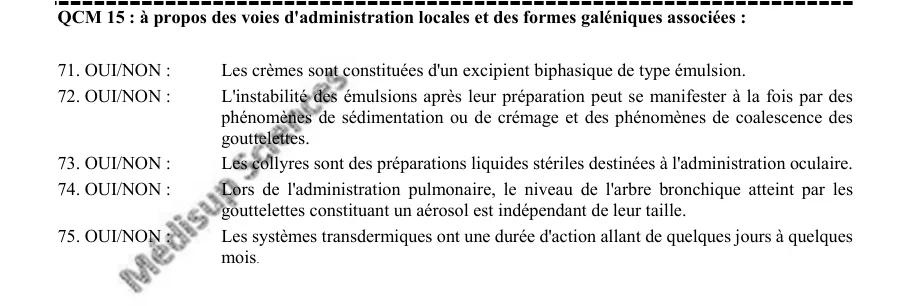 QCM 15 : à propos des voies d'administration locales et des formes galéniques associées :
71. OUI/NON : Les crèmes sont constituées d'un excipient biphasique de type émulsion.
72. OUI/NON : L'instabilité des émulsions après leur préparation peut se manifester à la fois par des
phénomènes de sédimentation ou de crémage et des phénomènes de coalescence des
gouttelettes.
73. OUI/NON : Les collyres sont des préparations liquides stériles destinées à l'administration oculaire.
74. OUI/NON : Lors de l'administration pulmonaire, le niveau de l'arbre bronchique atteint par les
gouttelettes constituant un aérosol est indépendant de leur taille.
75. OUI/NON : Les systèmes transdermiques ont une durée d'action allant de quelques jours à quelques
mois.
Médisup Sciences